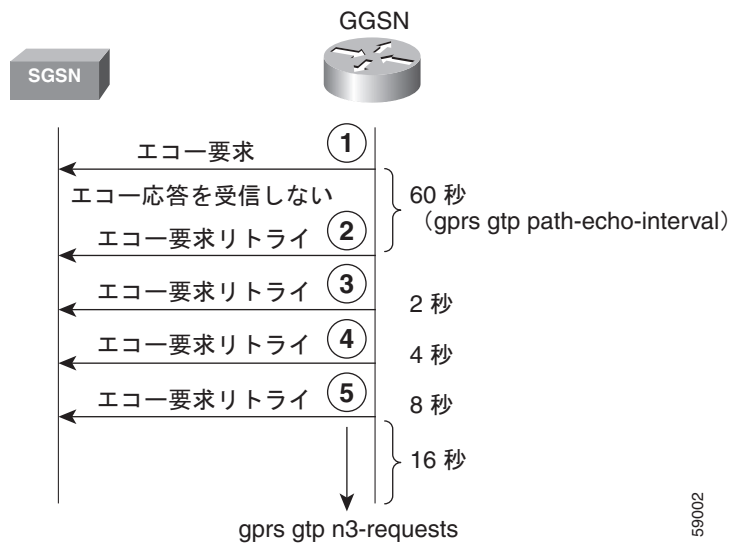 GGSN
SGSN
エコー要求 1
エコー応答を受信しない
60 秒
（gprs gtp path-echo-interval）
エコー要求リトライ 2
エコー要求リトライ 3
2 秒
エコー要求リトライ 4
4 秒
エコー要求リトライ 5
8 秒
16 秒
gprs gtp n3-requests
59002